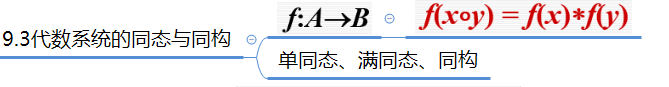 f:A→B
f(x∘y) = f(x)*f(y)
9.3代数系统的同态与同构
单同态、满同态、同构